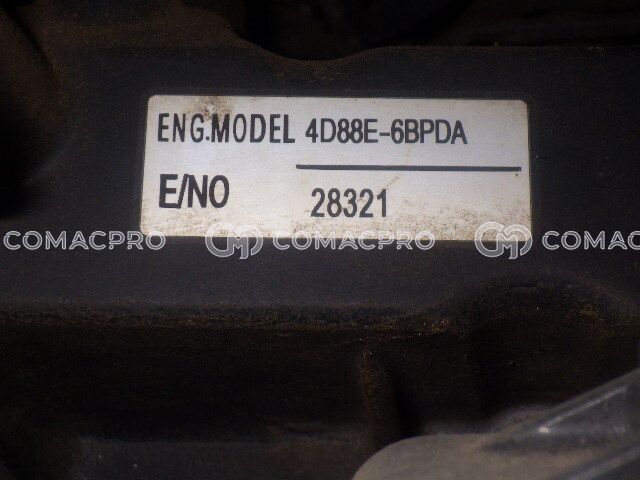 ENG.MODEL 4D88E-6BPDA
E/NO 28321
COMACPRO COMACPRO COMACPRO